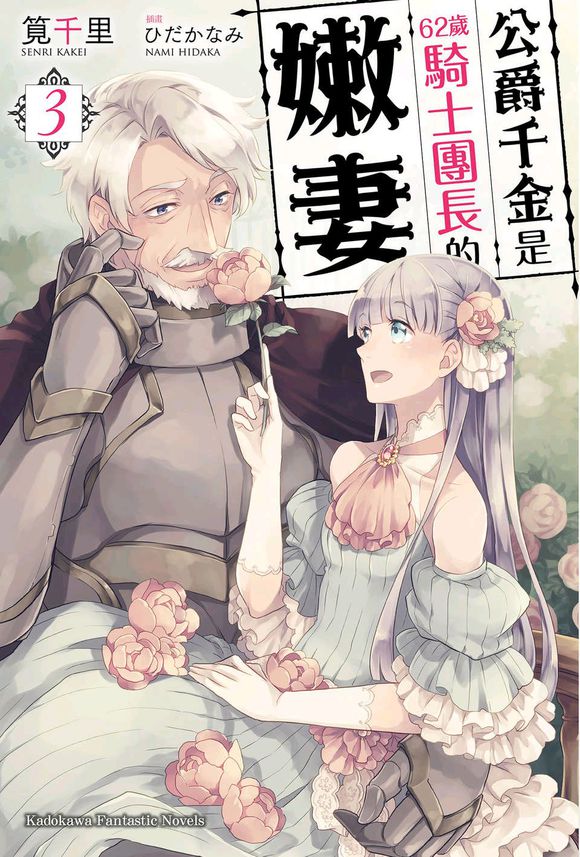 公爵千金是
62歲
騎士團長的
嫩妻
筧千里
SENRI KAKEI
插畫
ひだかなみ
NAMI HIDAKA
3
Kadokawa Fantastic Novels